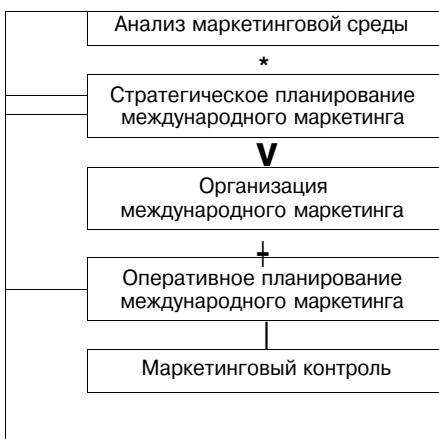 Анализ маркетинговой среды
*
Стратегическое планирование
международного маркетинга
V
Организация
международного маркетинга
Оперативное планирование
международного маркетинга
Маркетинговый контроль